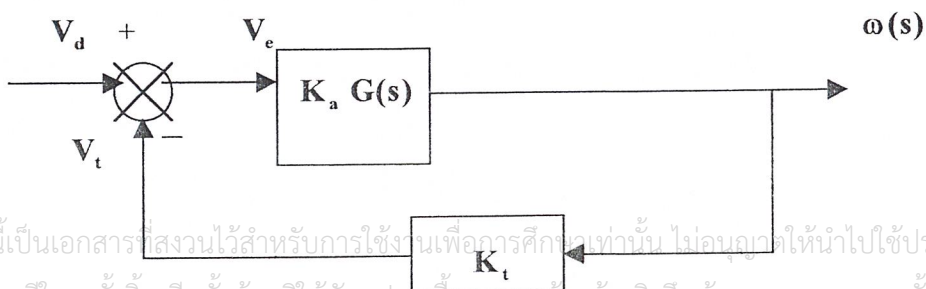 V_d + V_e ω(s)
K_a G(s)
V_t −
นี้เป็นเอกสารที่สงวนไว้สำหรับการใช้งานเพื่อการศึกษาเท่านั้น ไม่อนุญาตให้นำไปใช้ประ
K_t